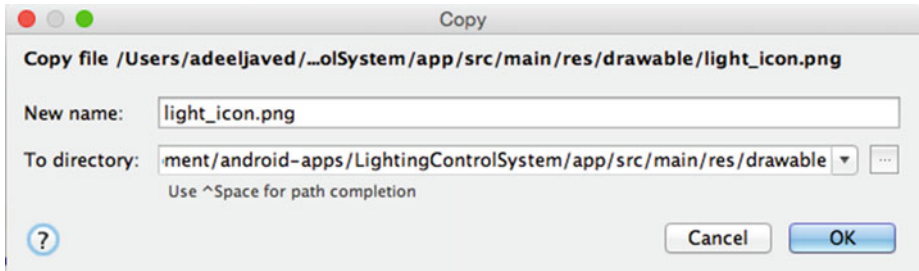 Copy
Copy file /Users/adeeljaved/...olSystem/app/src/main/res/drawable/light_icon.png
New name: light_icon.png
To directory: ment/android-apps/LightingControlSystem/app/src/main/res/drawable ...
Use ^Space for path completion
? Cancel OK